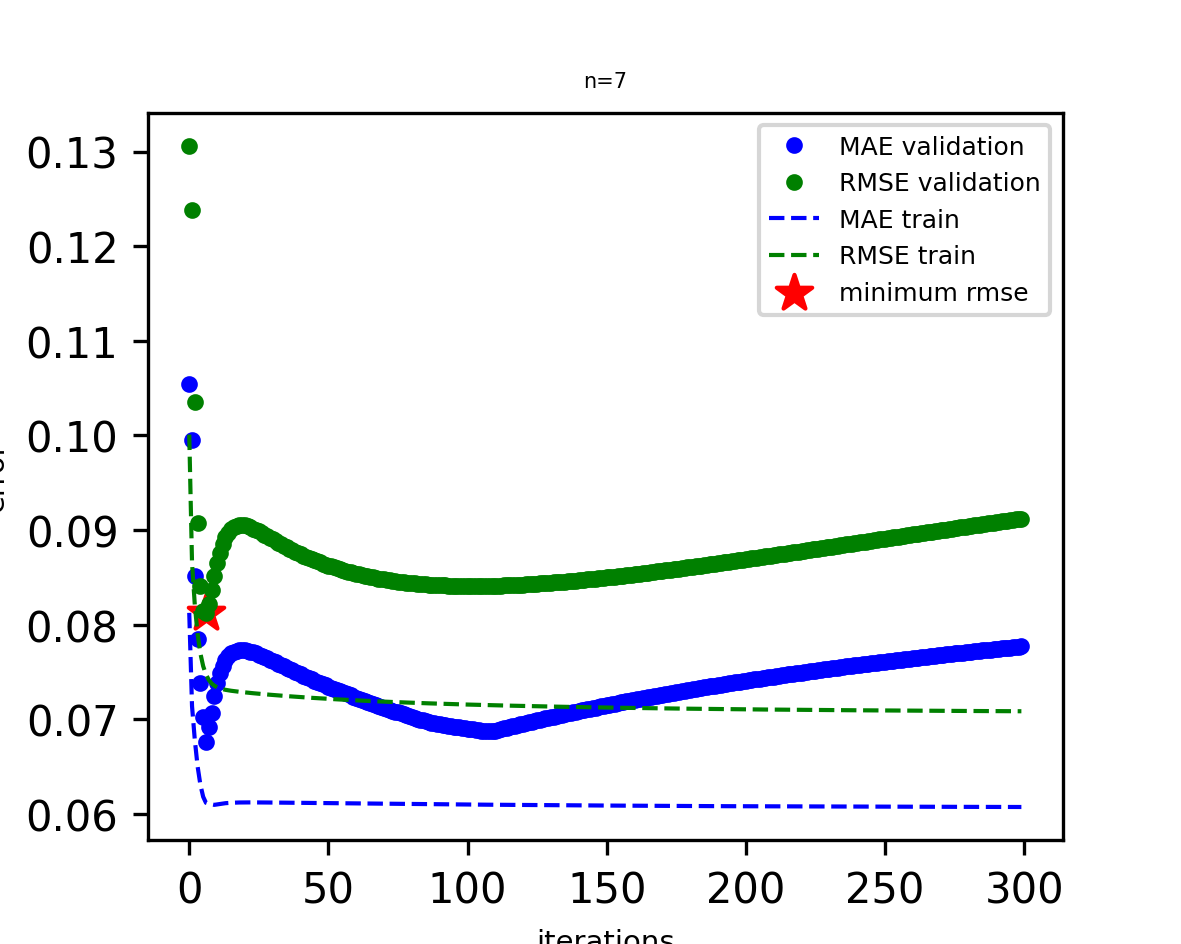 n=7
0.13
0.12
0.11
0.10
0.09
0.08
0.07
0.06
MAE validation
RMSE validation
MAE train
RMSE train
minimum rmse
0 50 100 150 200 250 300
iterations